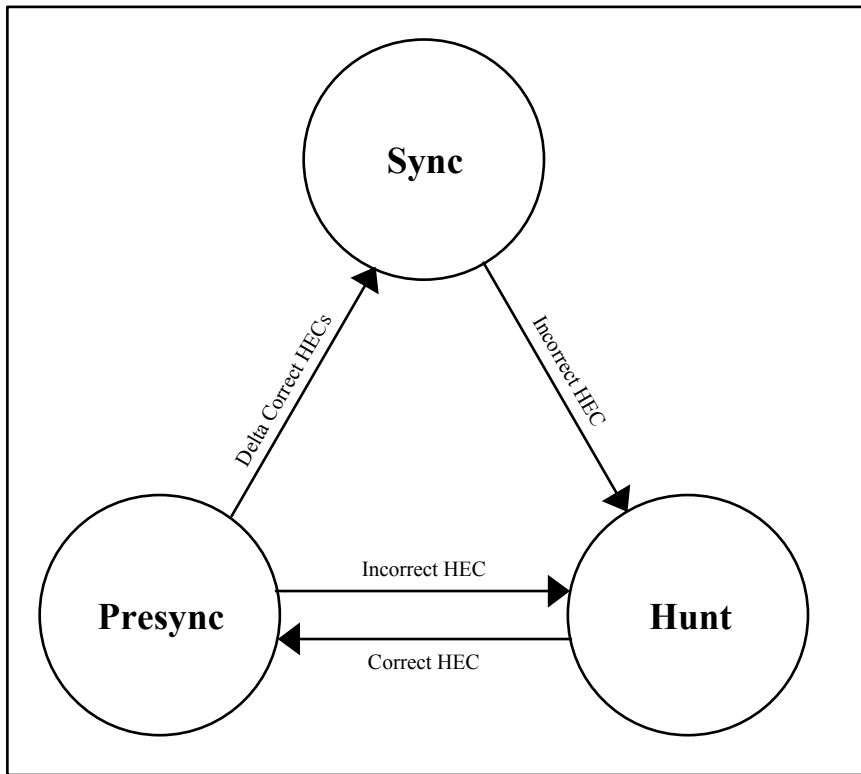 Sync
Delta Correct HECs
Incorrect HEC
Presync
Incorrect HEC
Correct HEC
Hunt